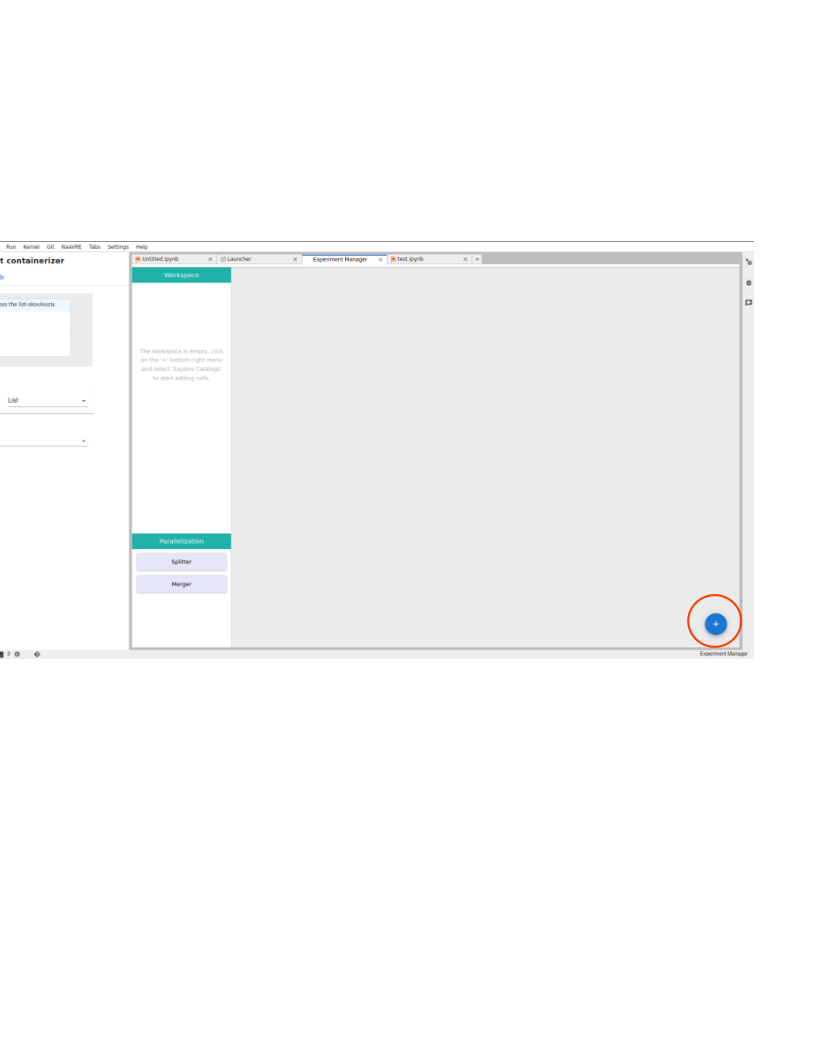 Run Kernel Git NaaVRE Tabs Settings Help
t containerizer
Untitled.ipynb Launcher Experiment Manager test.ipynb +
Workspace
ess the list-skoulouris
The workspace is empty, click
on the '+' bottom-right menu
and select 'Explore Catalogs'
to start adding cells.
List
Parallelization
Splitter
Merger
+
3
Experiment Manager